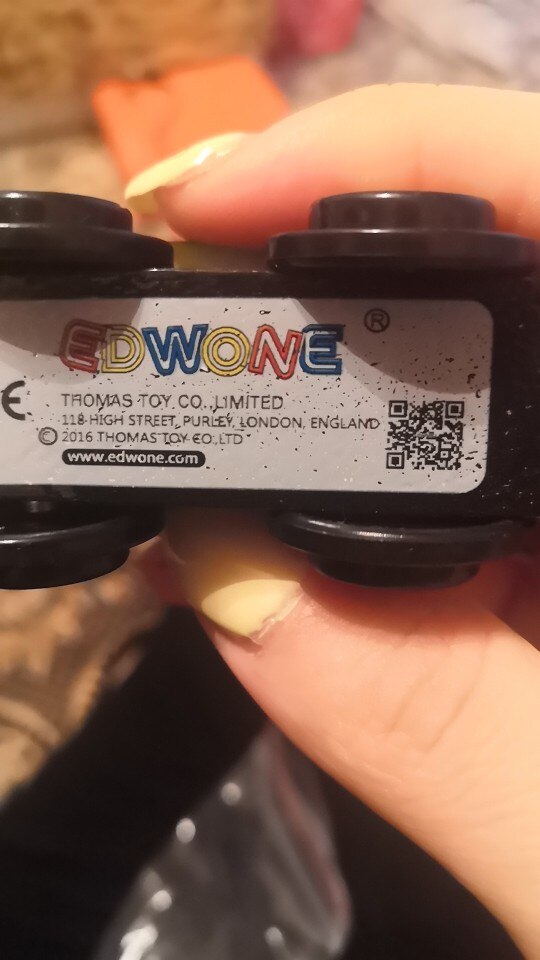 EDWONE ®
CE
THOMAS TOY CO.,LIMITED
118 HIGH STREET, PURLEY, LONDON, ENGLAND
© 2016 THOMAS TOY CO.,LTD
www.edwone.com